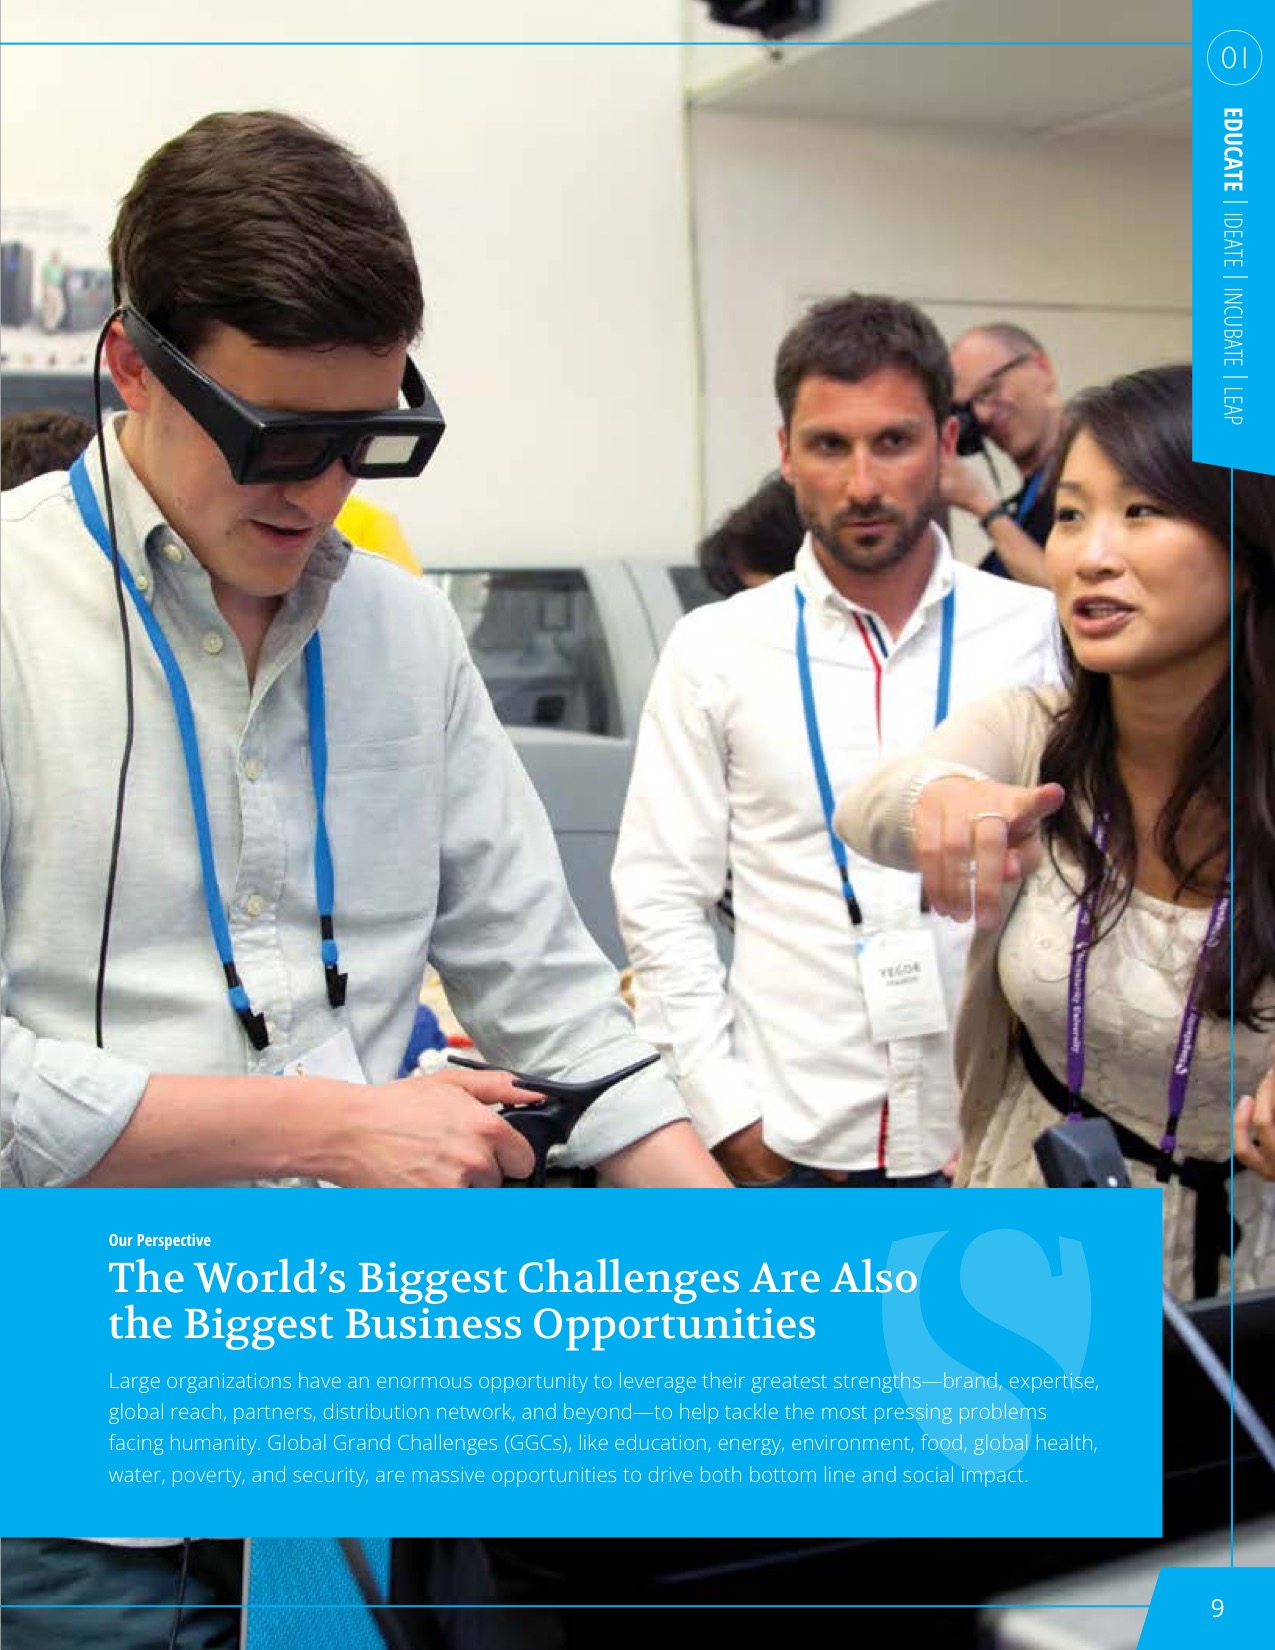 01
EDUCATE | IDEATE | INCUBATE | LEAP
YEGOR
Singularity University
Our Perspective
The World’s Biggest Challenges Are Also
the Biggest Business Opportunities
Large organizations have an enormous opportunity to leverage their greatest strengths—brand, expertise,
global reach, partners, distribution network, and beyond—to help tackle the most pressing problems
facing humanity. Global Grand Challenges (GGCs), like education, energy, environment, food, global health,
water, poverty, and security, are massive opportunities to drive both bottom line and social impact.
9